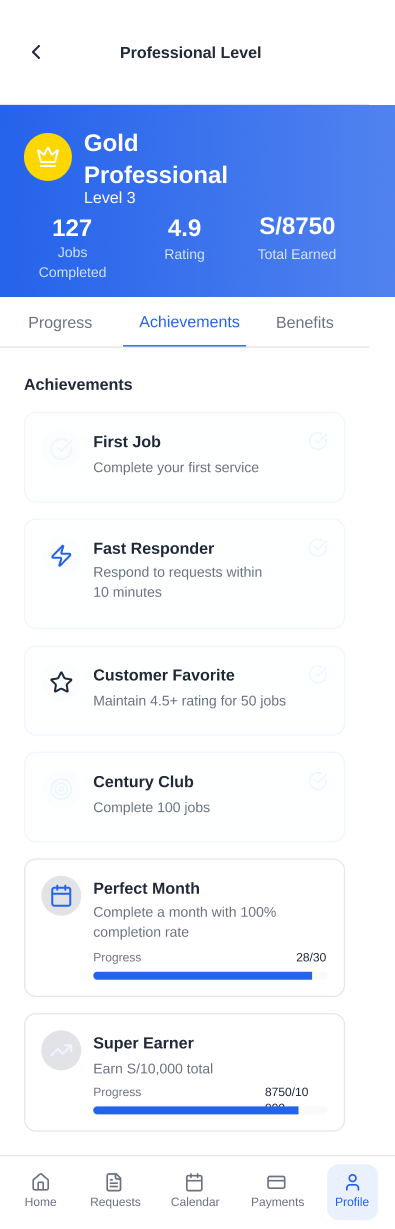 Professional Level
Gold
Professional
Level 3
127
4.9
S/8750
Jobs
Completed
Rating
Total Earned
Progress
Achievements
Benefits
Achievements
First Job
Complete your first service
Fast Responder
Respond to requests within
10 minutes
Customer Favorite
Maintain 4.5+ rating for 50 jobs
Century Club
Complete 100 jobs
Perfect Month
Complete a month with 100%
completion rate
Progress
28/30
Super Earner
Earn S/10,000 total
Progress
8750/10
000
Home
Requests
Calendar
Payments
Profile